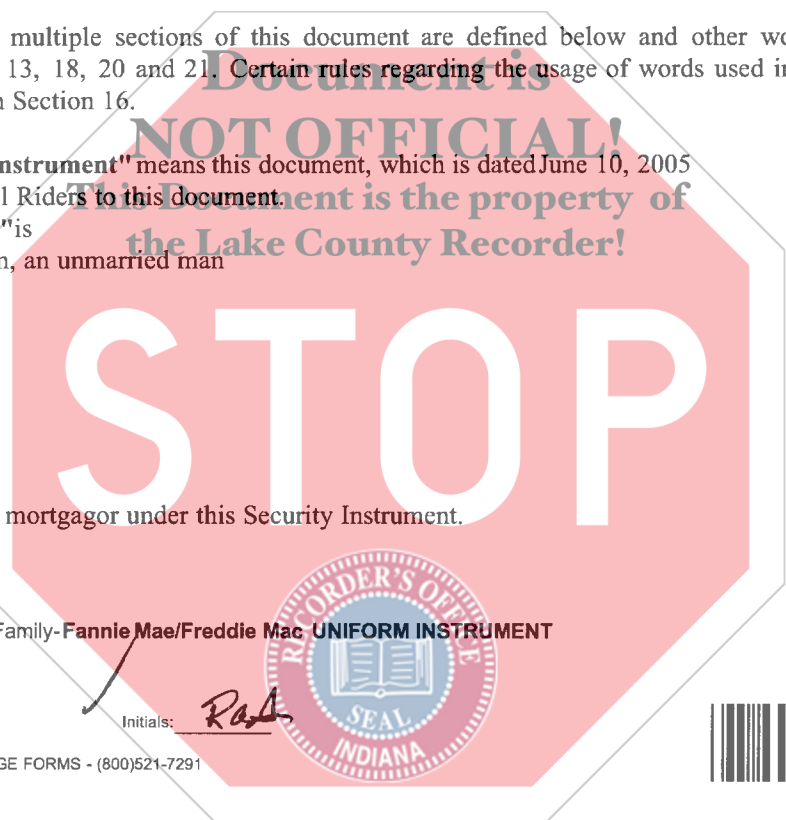 multiple sections of this document are defined below and other wo
Document is
13, 18, 20 and 21. Certain rules regarding the usage of words used in
n Section 16.
NOT OFFICIAL!
nstrument" means this document, which is dated June 10, 2005
This Document is the property of
l Riders to this document.
" is
the Lake County Recorder!
n, an unmarried man
STOP
mortgagor under this Security Instrument.
RECORDER'S OFFICE
Family-Fannie Mae/Freddie Mac UNIFORM INSTRUMENT
Initials:
SEAL
INDIANA
GE FORMS - (800)521-7291